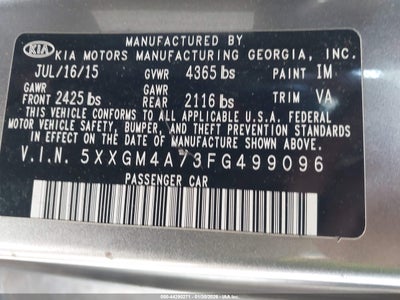 MANUFACTURED BY
KIA KIA MOTORS MANUFACTURING GEORGIA, INC.
JUL/16/15 GVWR 4365 lbs PAINT IM
GAWR GAWR
FRONT 2425 lbs REAR 2116 lbs TRIM VA
THIS VEHICLE CONFORMS TO ALL APPLICABLE FEDERAL
MOTOR VEHICLE SAFETY, BUMPER, AND THEFT STANDARDS
IN EFFECT ON THE DATE OF MANUFACTURE SHOWN ABOVE.
V.I.N. 5XXGM4A73FG499096
PASSENGER CAR